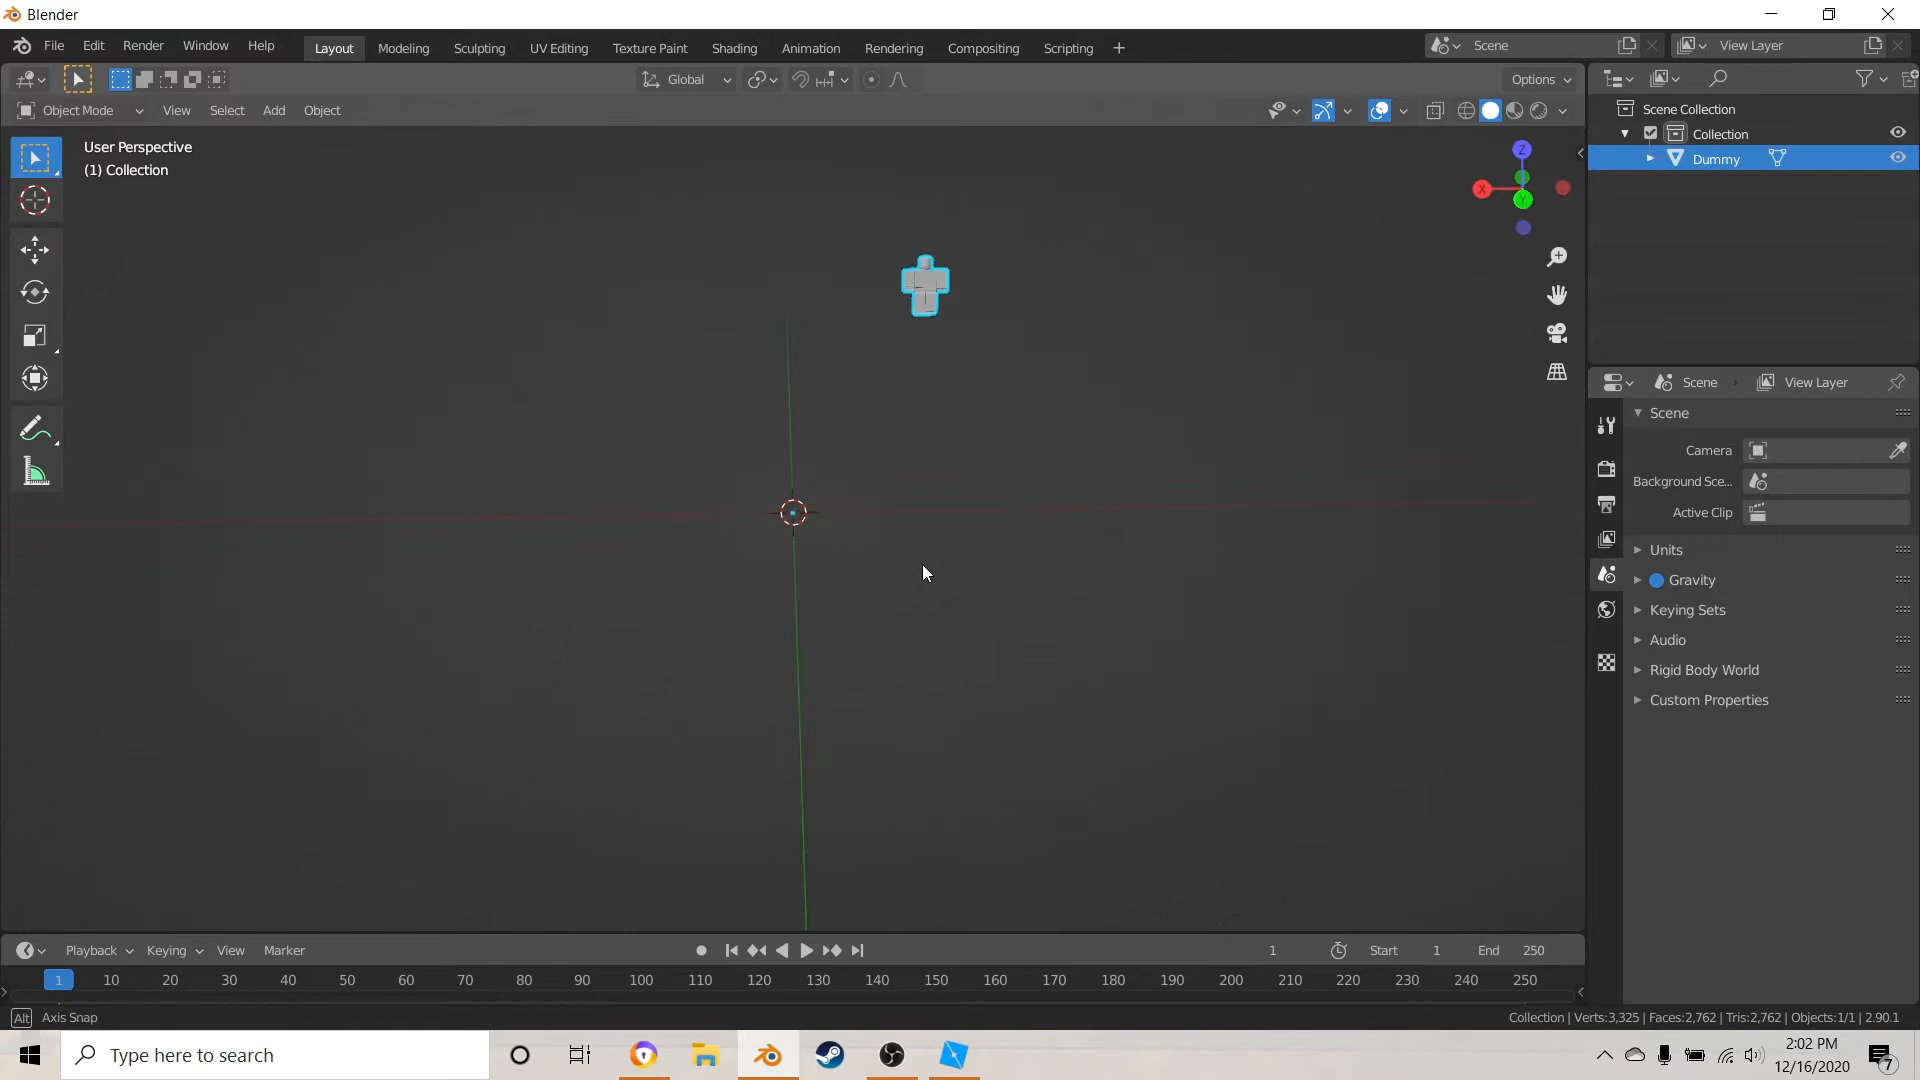 Blender
File Edit Render Window Help Layout Modeling Sculpting UV Editing Texture Paint Shading Animation Rendering Compositing Scripting + Scene View Layer
Global Options
Object Mode View Select Add Object
User Perspective
(1) Collection
Z
X
Y
Scene Collection
Collection
Dummy
Scene View Layer
Scene
Camera
Background Sce...
Active Clip
Units
Gravity
Keying Sets
Audio
Rigid Body World
Custom Properties
Playback Keying View Marker 1 Start 1 End 250
1 10 20 30 40 50 60 70 80 90 100 110 120 130 140 150 160 170 180 190 200 210 220 230 240 250
Alt Axis Snap Collection | Verts:3,325 | Faces:2,762 | Tris:2,762 | Objects:1/1 | 2.90.1
Type here to search
2:02 PM
12/16/2020
7